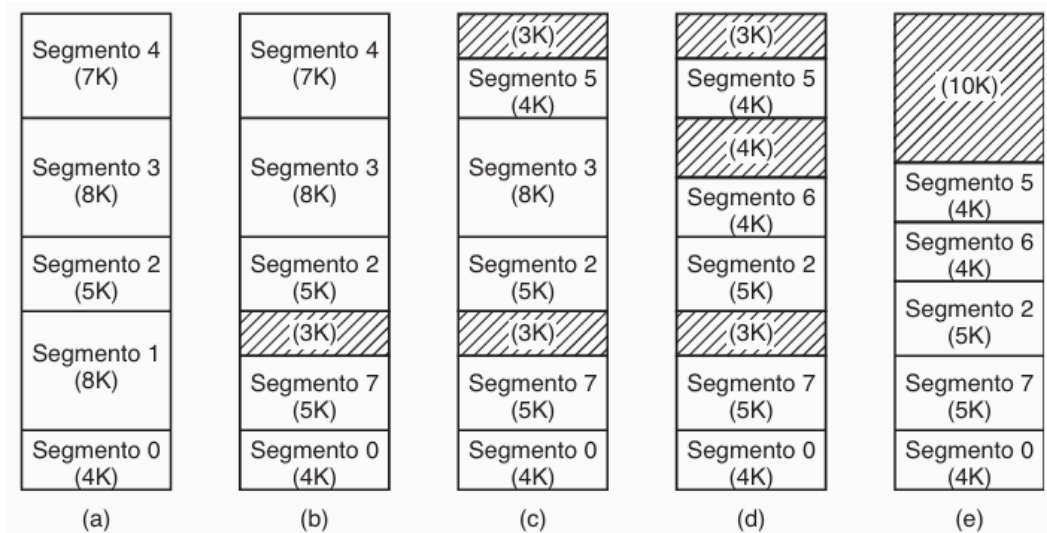 Segmento 4
(7K)
Segmento 3
(8K)
Segmento 2
(5K)
Segmento 1
(8K)
Segmento 0
(4K)
(a)
Segmento 4
(7K)
Segmento 3
(8K)
Segmento 2
(5K)
(3K)
Segmento 7
(5K)
Segmento 0
(4K)
(b)
(3K)
Segmento 5
(4K)
Segmento 3
(8K)
Segmento 2
(5K)
(3K)
Segmento 7
(5K)
Segmento 0
(4K)
(c)
(3K)
Segmento 5
(4K)
(4K)
Segmento 6
(4K)
Segmento 2
(5K)
(3K)
Segmento 7
(5K)
Segmento 0
(4K)
(d)
(10K)
Segmento 5
(4K)
Segmento 6
(4K)
Segmento 2
(5K)
Segmento 7
(5K)
Segmento 0
(4K)
(e)